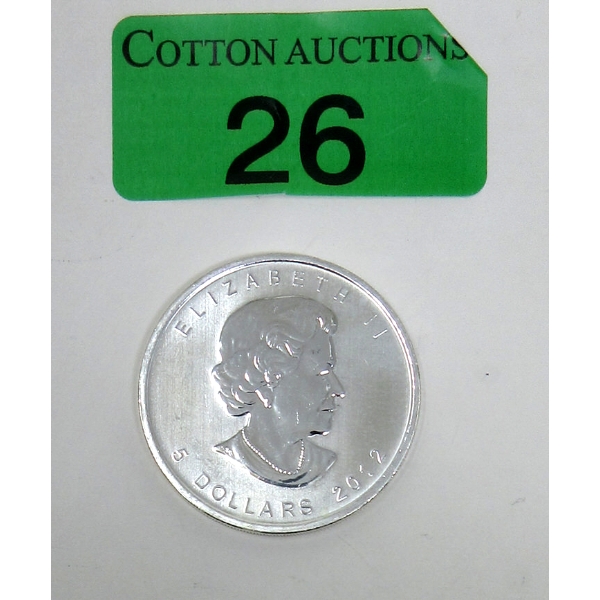 COTTON AUCTIONS
26
ELIZABETH II
5 DOLLARS 2012